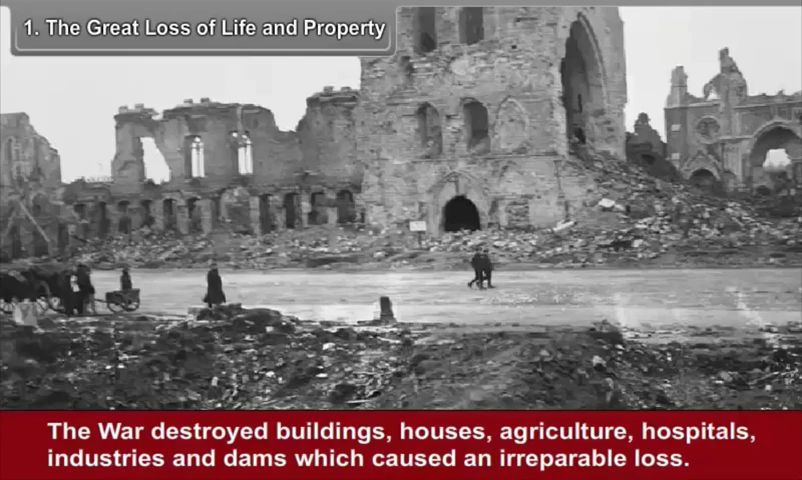 1. The Great Loss of Life and Property
The War destroyed buildings, houses, agriculture, hospitals,
industries and dams which caused an irreparable loss.